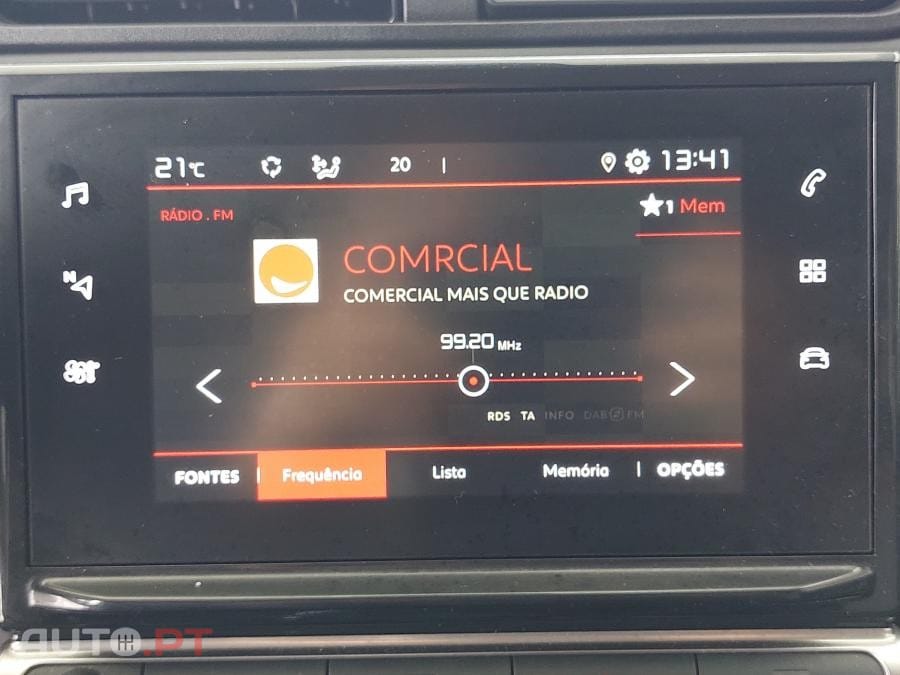 21°C 20 13:41
RÁDIO . FM ★1 Mem
COMRCIAL
COMERCIAL MAIS QUE RADIO
99.20 MHz
N
RDS TA INFO DAB FM
FONTES Frequência Lista Memória OPÇÕES
AUTO.PT